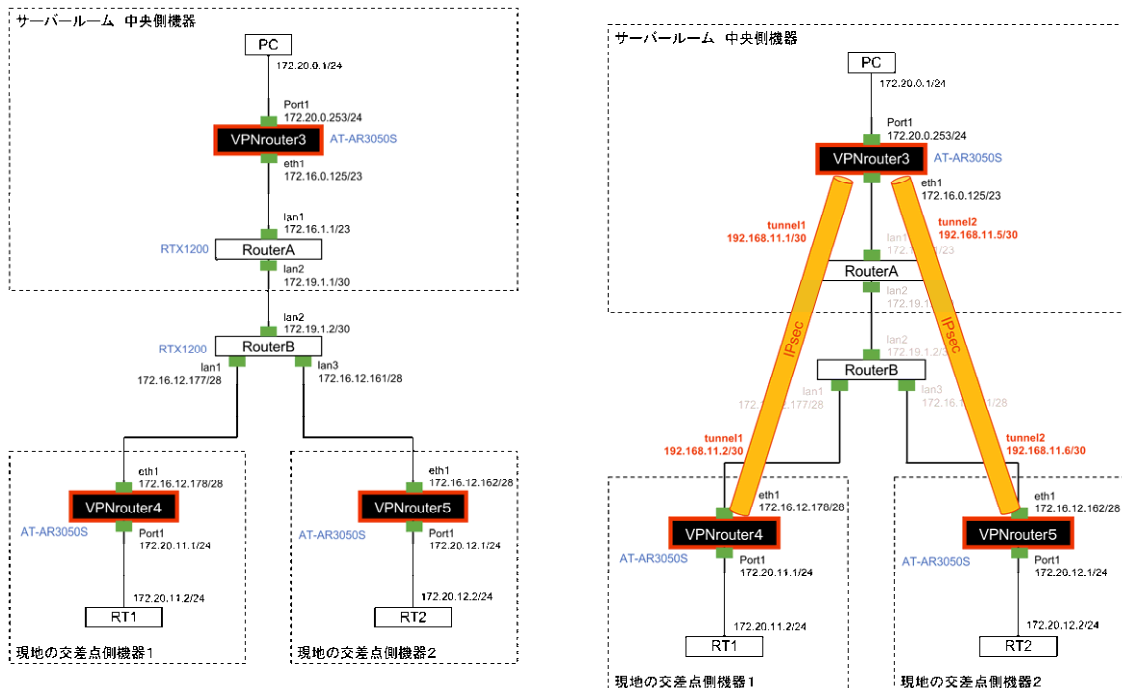 サーバールーム 中央側機器
PC
172.20.0.1/24
Port1
172.20.0.253/24
VPNrouter3
AT-AR3050S
eth1
172.16.0.125/23
lan1
172.16.1.1/23
RTX1200
RouterA
lan2
172.19.1.1/30
lan2
172.19.1.2/30
RTX1200
RouterB
lan1
172.16.12.177/28
lan3
172.16.12.161/28
eth1
172.16.12.178/28
VPNrouter4
AT-AR3050S
Port1
172.20.11.1/24
172.20.11.2/24
RT1
現地の交差点側機器1
eth1
172.16.12.162/28
VPNrouter5
AT-AR3050S
Port1
172.20.12.1/24
172.20.12.2/24
RT2
現地の交差点側機器2
サーバールーム 中央側機器
PC
172.20.0.1/24
Port1
172.20.0.253/24
VPNrouter3
AT-AR3050S
eth1
172.16.0.125/23
tunnel1
192.168.11.1/30
tunnel2
192.168.11.5/30
RouterA
lan2
lan2
RouterB
lan1
lan3
IPsec
IPsec
tunnel1
192.168.11.2/30
tunnel2
192.168.11.6/30
eth1
172.16.12.178/28
VPNrouter4
AT-AR3050S
Port1
172.20.11.1/24
172.20.11.2/24
RT1
現地の交差点側機器1
eth1
172.16.12.162/28
VPNrouter5
AT-AR3050S
Port1
172.20.12.1/24
172.20.12.2/24
RT2
現地の交差点側機器2